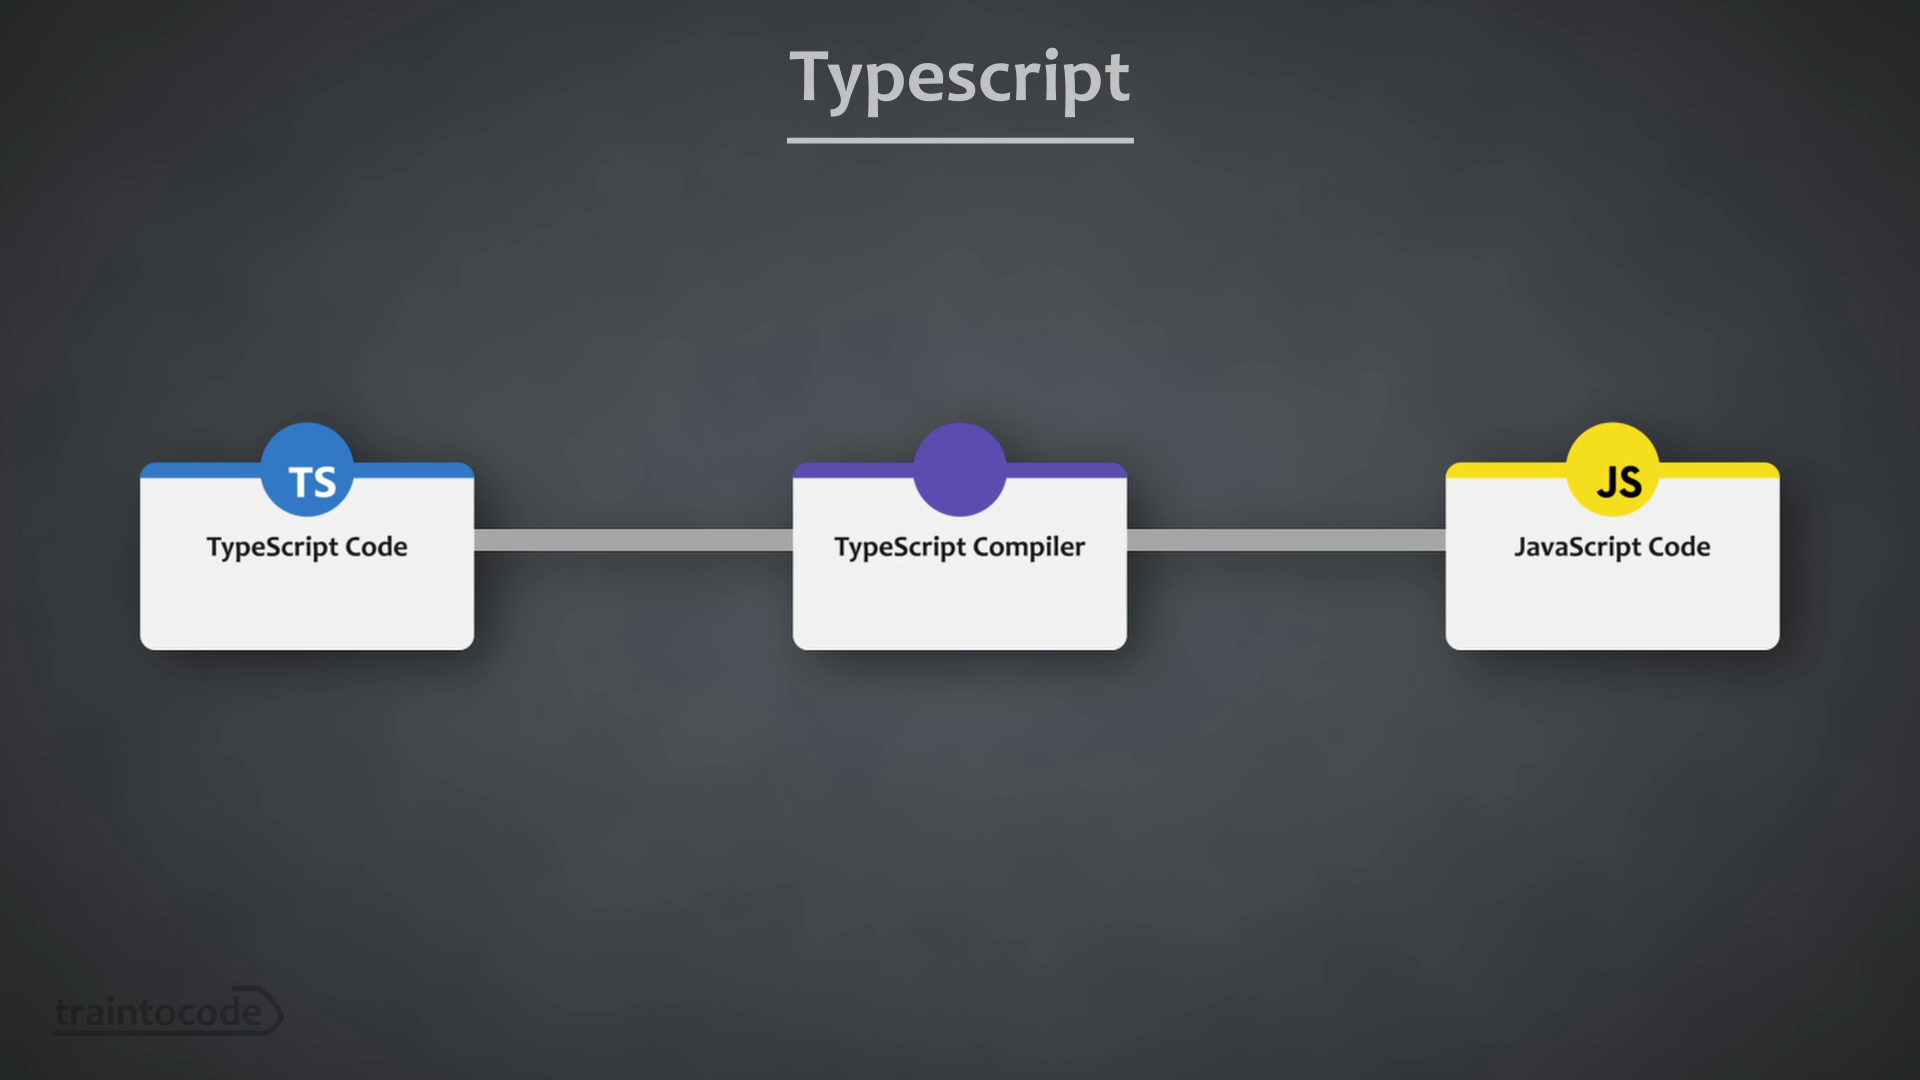 Typescript
TS
TypeScript Code
TypeScript Compiler
JS
JavaScript Code
traintocode